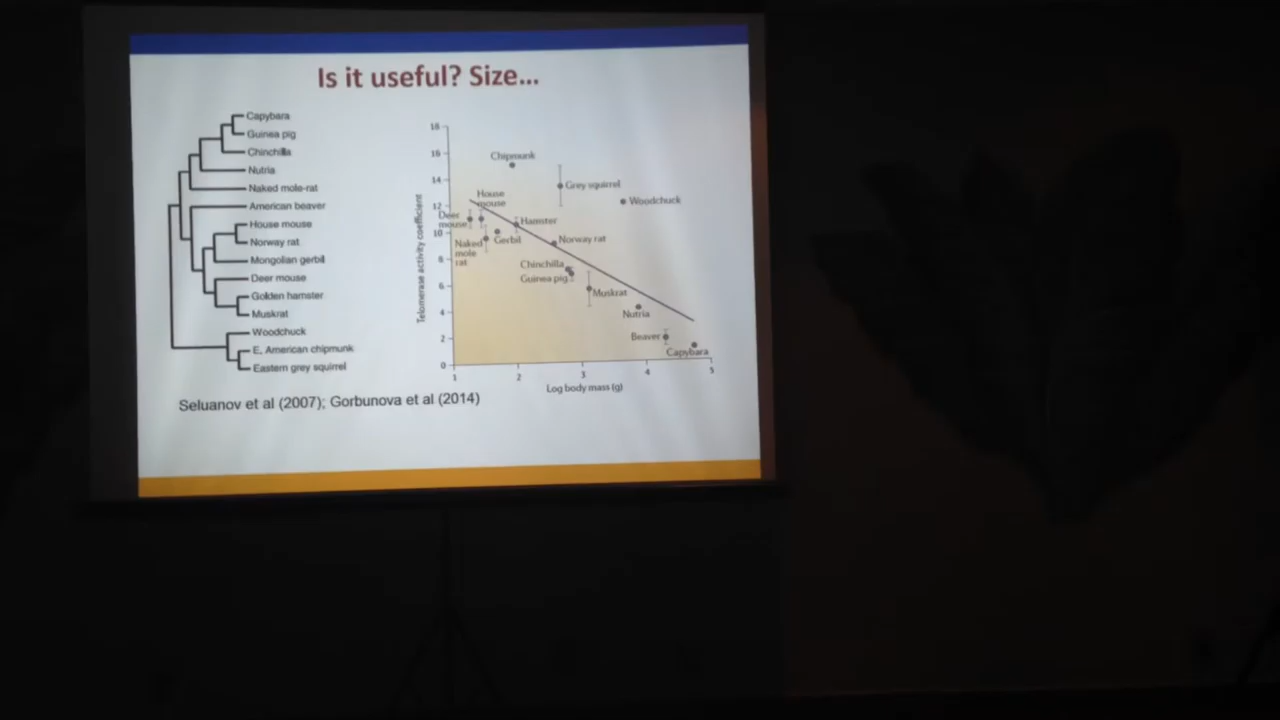 Is it useful? Size...
Capybara
Guinea pig
Chinchilla
Nutria
Naked mole-rat
American beaver
House mouse
Norway rat
Mongolian gerbil
Deer mouse
Golden hamster
Muskrat
Woodchuck
E. American chipmunk
Eastern grey squirrel
Telomerase activity coefficient
18
16
14
12
10
8
6
4
2
0
1
2
3
4
5
Log body mass (g)
Chipmunk
Grey squirrel
Woodchuck
House
mouse
Deer
mouse
Hamster
Gerbil
Naked
mole
rat
Norway rat
Chinchilla
Guinea pig
Muskrat
Nutria
Beaver
Capybara
Seluanov et al (2007); Gorbunova et al (2014)